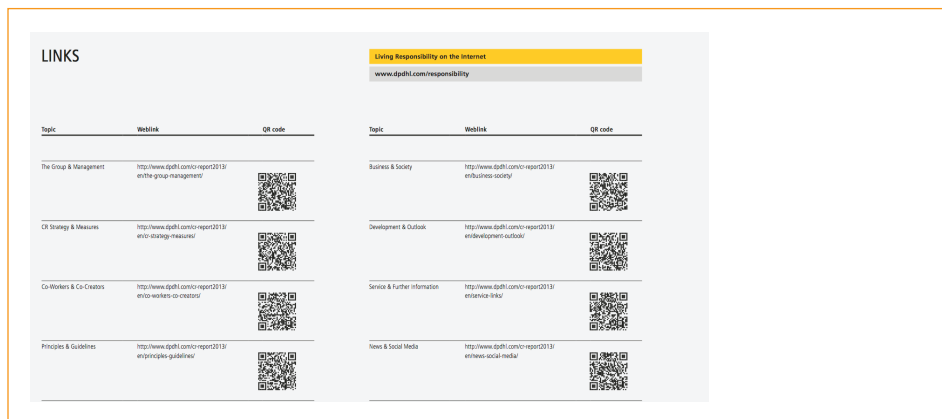 LINKS
Living Responsibility on the Internet
www.dpdhl.com/responsibility
Topic Weblink QR code
The Group & Management http://www.dpdhl.com/cr-report2013/
en/the-group-management/
CR Strategy & Measures http://www.dpdhl.com/cr-report2013/
en/cr-strategy-measures/
Co-Workers & Co-Creators http://www.dpdhl.com/cr-report2013/
en/co-workers-co-creators/
Principles & Guidelines http://www.dpdhl.com/cr-report2013/
en/principles-guidelines/
Topic Weblink QR code
Business & Society http://www.dpdhl.com/cr-report2013/
en/business-society/
Development & Outlook http://www.dpdhl.com/cr-report2013/
en/development-outlook/
Service & Further Information http://www.dpdhl.com/cr-report2013/
en/service-links/
News & Social Media http://www.dpdhl.com/cr-report2013/
en/news-social-media/